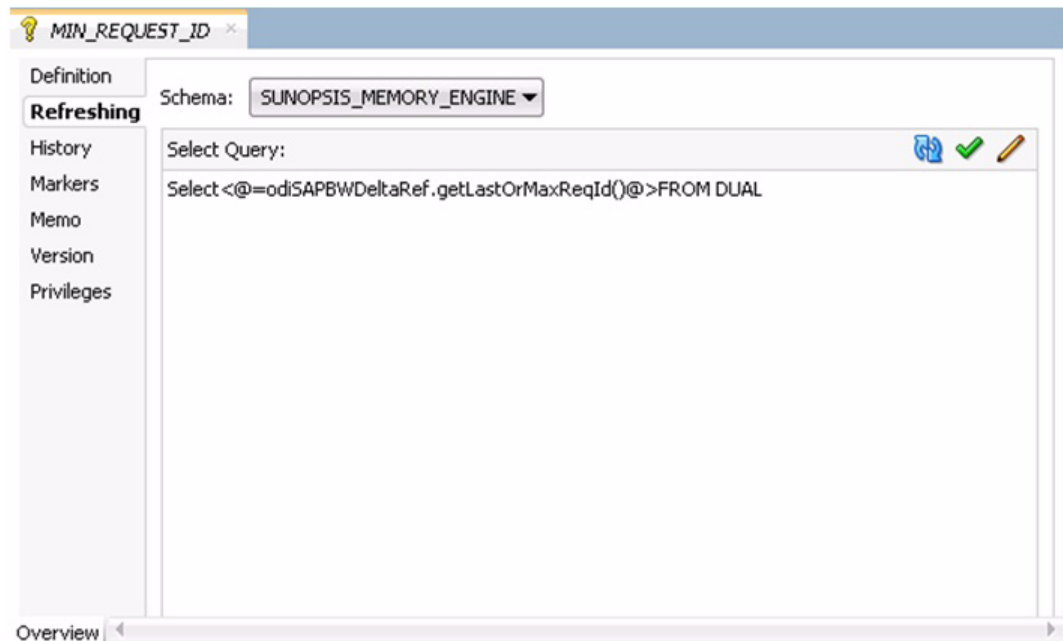 MIN_REQUEST_ID
Definition
Refreshing
History
Markers
Memo
Version
Privileges
Schema: SUNOPSIS_MEMORY_ENGINE
Select Query:
Select<@=odiSAPBWDeltaRef.getLastOrMaxReqId()@>FROM DUAL
Overview